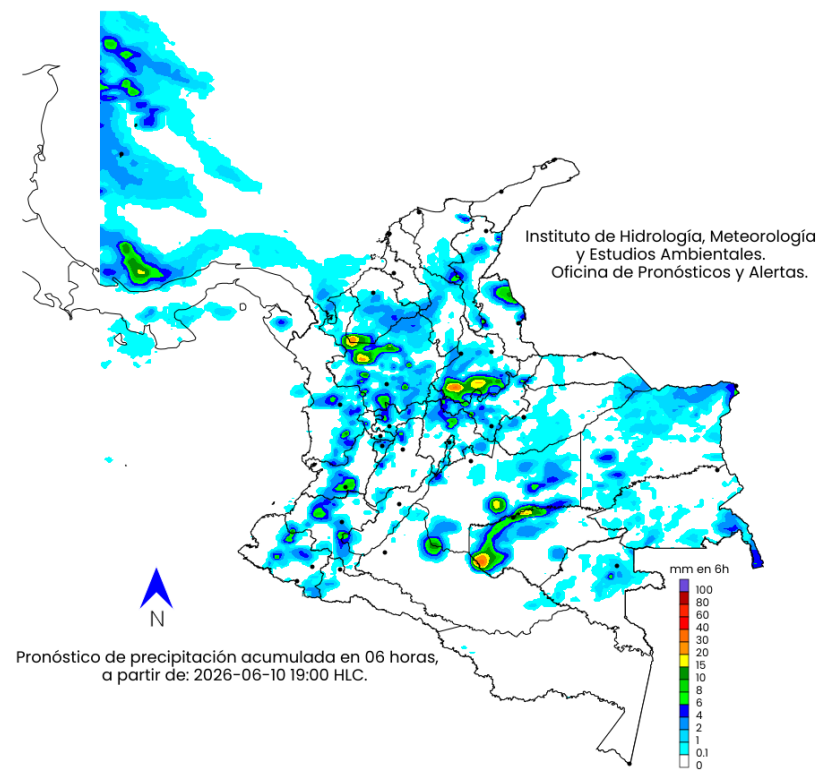 Instituto de Hidrología, Meteorología
y Estudios Ambientales.
Oficina de Pronósticos y Alertas.
mm en 6h
100
80
60
40
30
20
15
10
8
6
4
2
1
0.1
0
N
Pronóstico de precipitación acumulada en 06 horas,
a partir de: 2026-06-10 19:00 HLC.